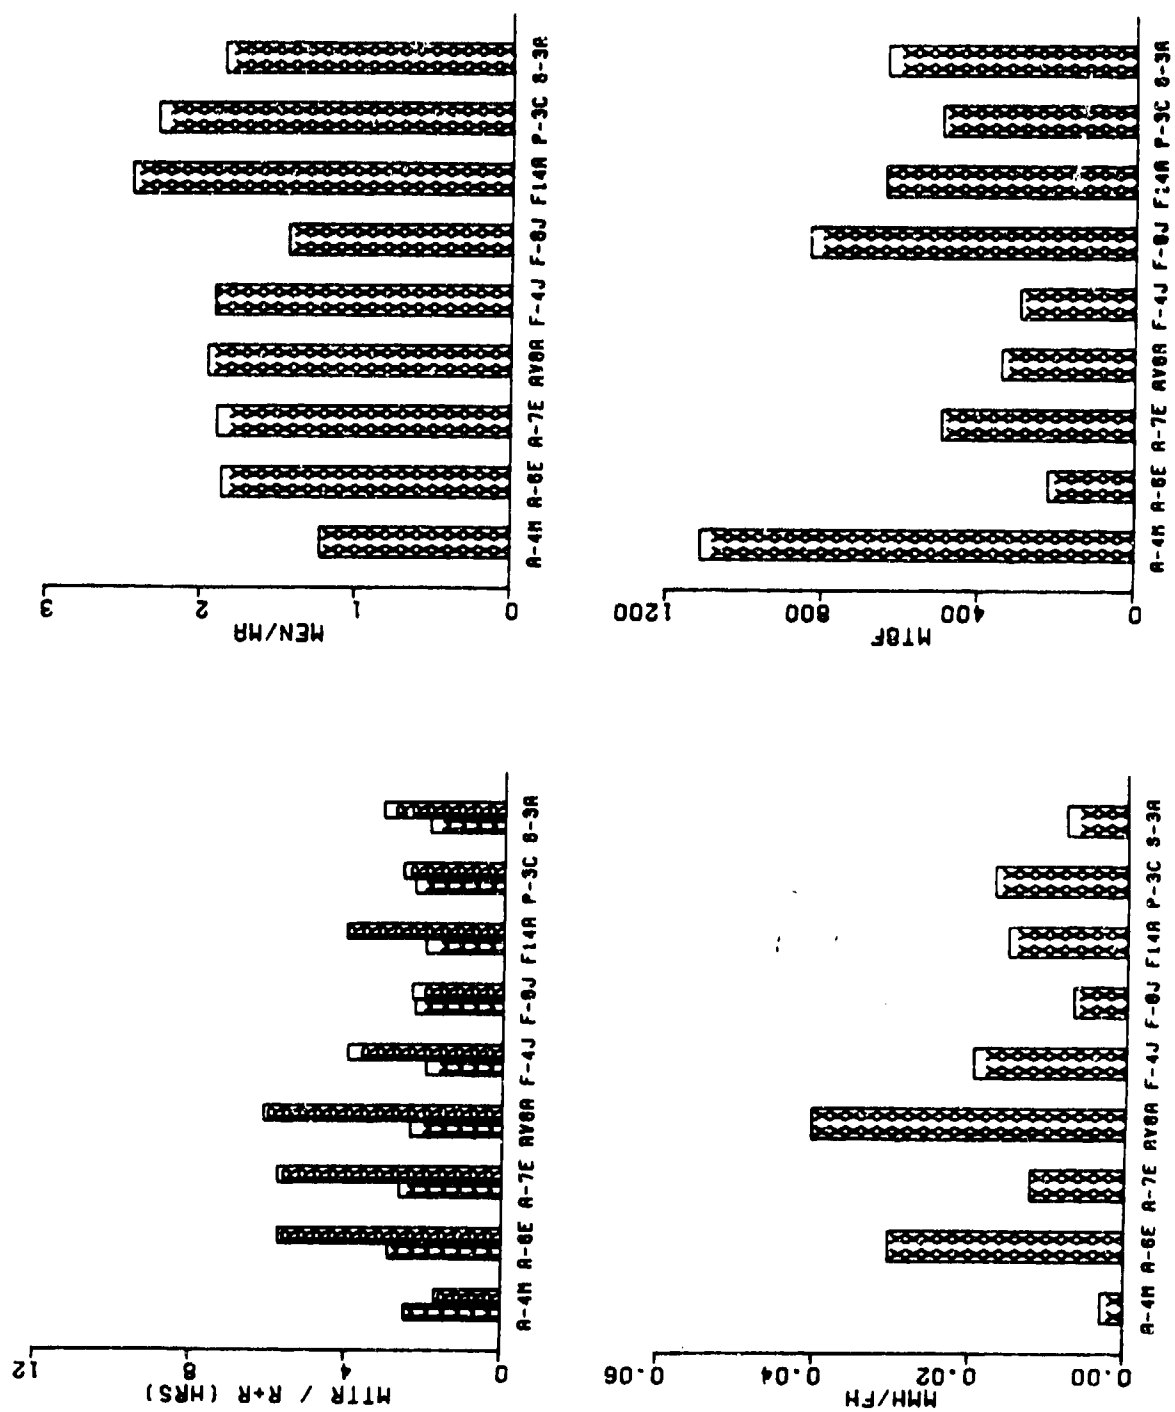 MTTR / R+R (HRS)
12
8
4
0
A-4M A-6E A-7E AV8A F-4J F-8J F14A P-3C S-3A
MEN/MA
3
2
1
0
A-4M A-6E A-7E AV8A F-4J F-8J F14A P-3C S-3A
MMH/FH
0.06
0.04
0.02
0.00
A-4M A-6E A-7E AV8A F-4J F-8J F14A P-3C S-3A
MTBF
1200
800
400
0
A-4M A-6E A-7E AV8A F-4J F-8J F14A P-3C S-3A